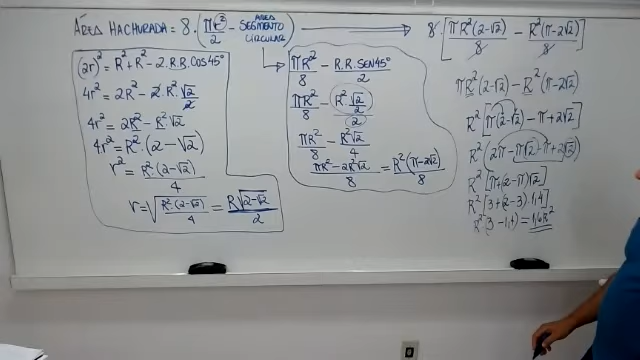 ÁREA HACHURADA = 8·(πr²/2 − ÁREA SEGMENTO CIRCULAR) → 8·[πR²(2−√2)/8 − R²(π−2√2)/8]
(2r)² = R²+R² − 2.R.R.COS45°
4r² = 2R² − 2.R².√2/2
4r² = 2R² − R²√2
4r² = R².(2−√2)
r² = R².(2−√2)/4
r = √(R².(2−√2)/4) = R√(2−√2)/2
πR²/8 − R.R.SEN45°/2
πR²/8 − (R².√2/2)/2
πR²/8 − R²√2/4
πR²−2R²√2/8 = R²(π−2√2)/8
πR²(2−√2) − R²(π−2√2)
R²[π(2−√2) − π+2√2]
R²(2π−π√2−π+2√2)
R²[π+(2−π)√2]
R²[3+(2−3).1,4]
R²(3−1,4) = 1,6R²